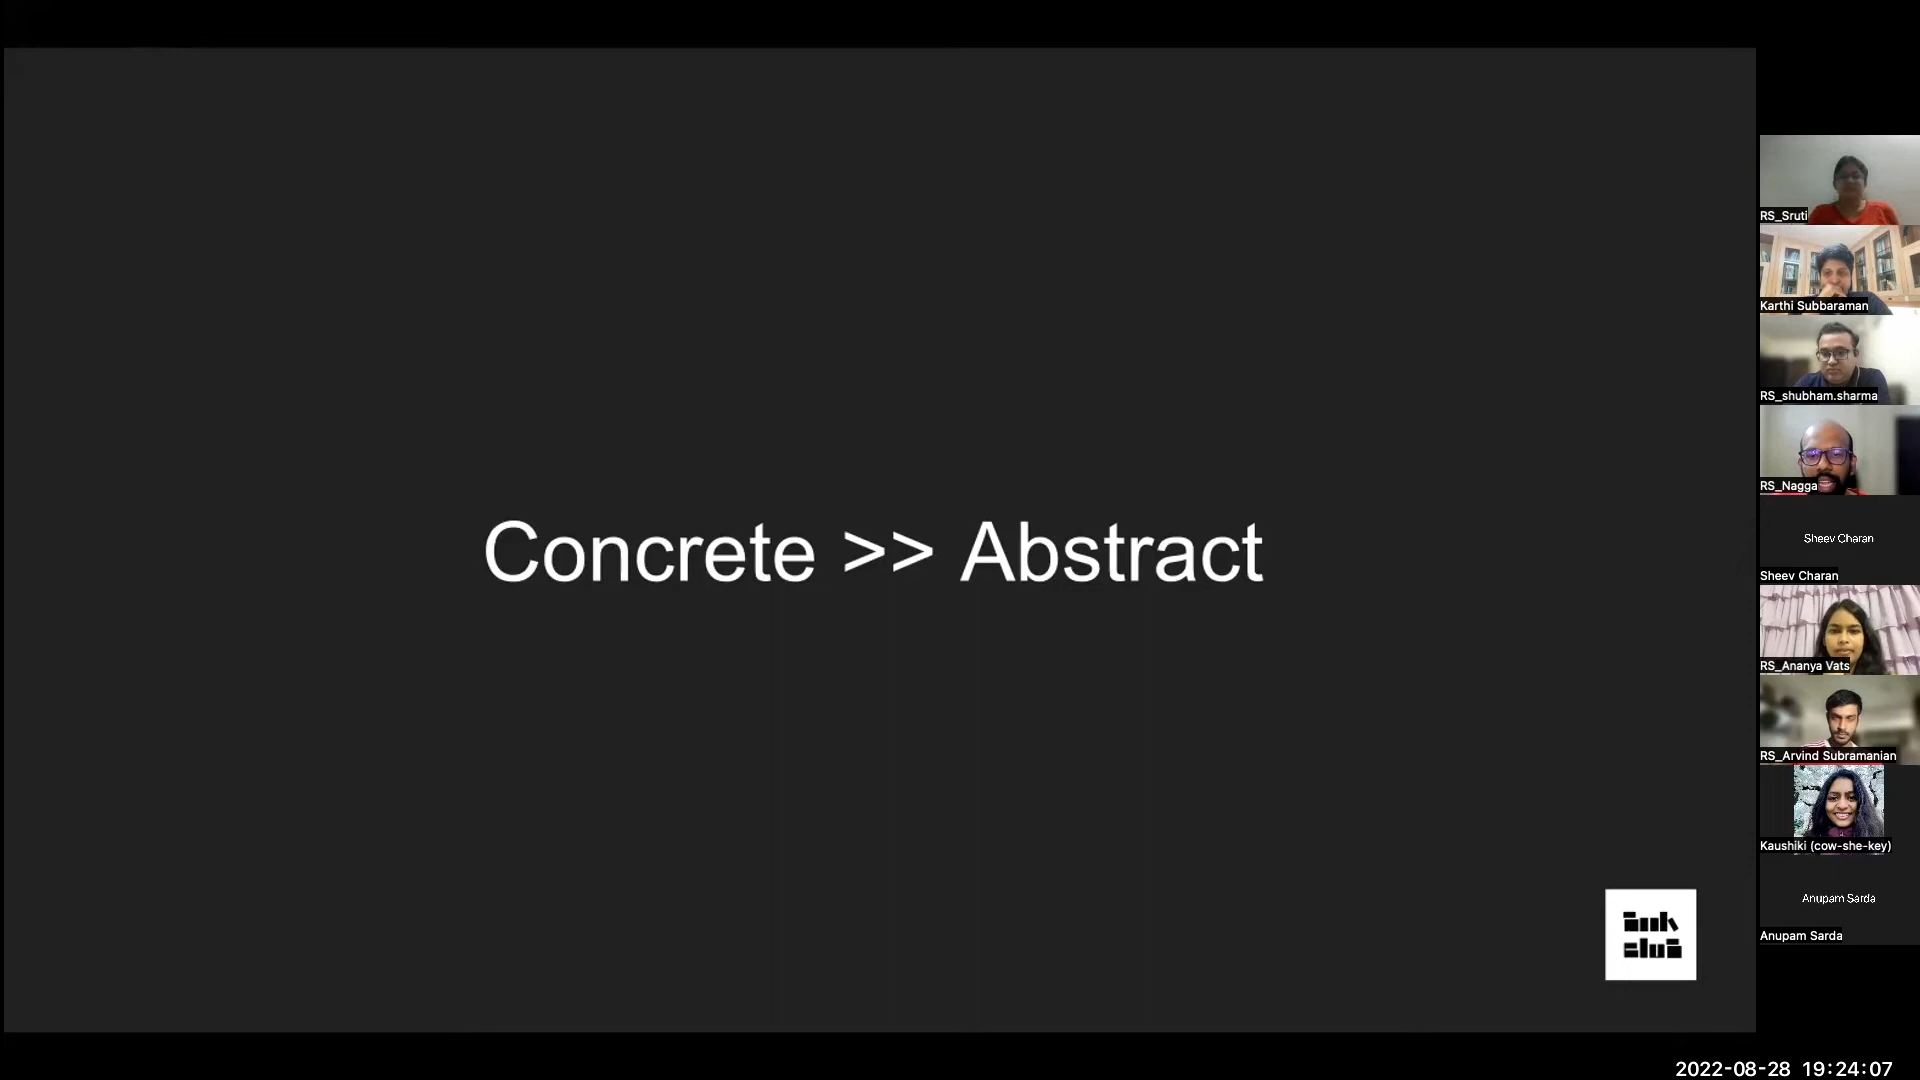 Concrete >> Abstract
RS_Sruti
Karthi Subbaraman
RS_shubham.sharma
RS_Nagga
Sheev Charan
Sheev Charan
RS_Ananya Vats
RS_Arvind Subramanian
Kaushiki (cow-she-key)
Anupam Sarda
Anupam Sarda
club
2022-08-28 19:24:07